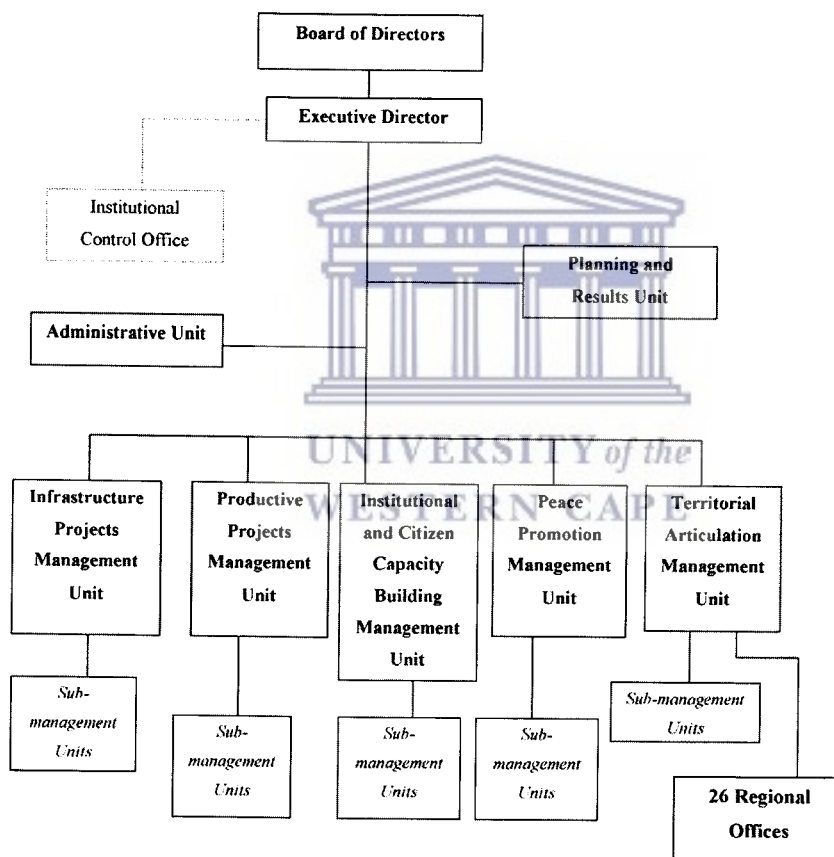 Board of Directors
Executive Director
Institutional
Control Office
Planning and
Results Unit
Administrative Unit
UNIVERSITY of the
WESTERN CAPE
Infrastructure
Projects
Management
Unit
Productive
Projects
Management
Unit
Institutional
and Citizen
Capacity
Building
Management
Unit
Peace
Promotion
Management
Unit
Territorial
Articulation
Management
Unit
Sub-
management
Units
Sub-
management
Units
Sub-
management
Units
Sub-
management
Units
Sub-management
Units
26 Regional
Offices